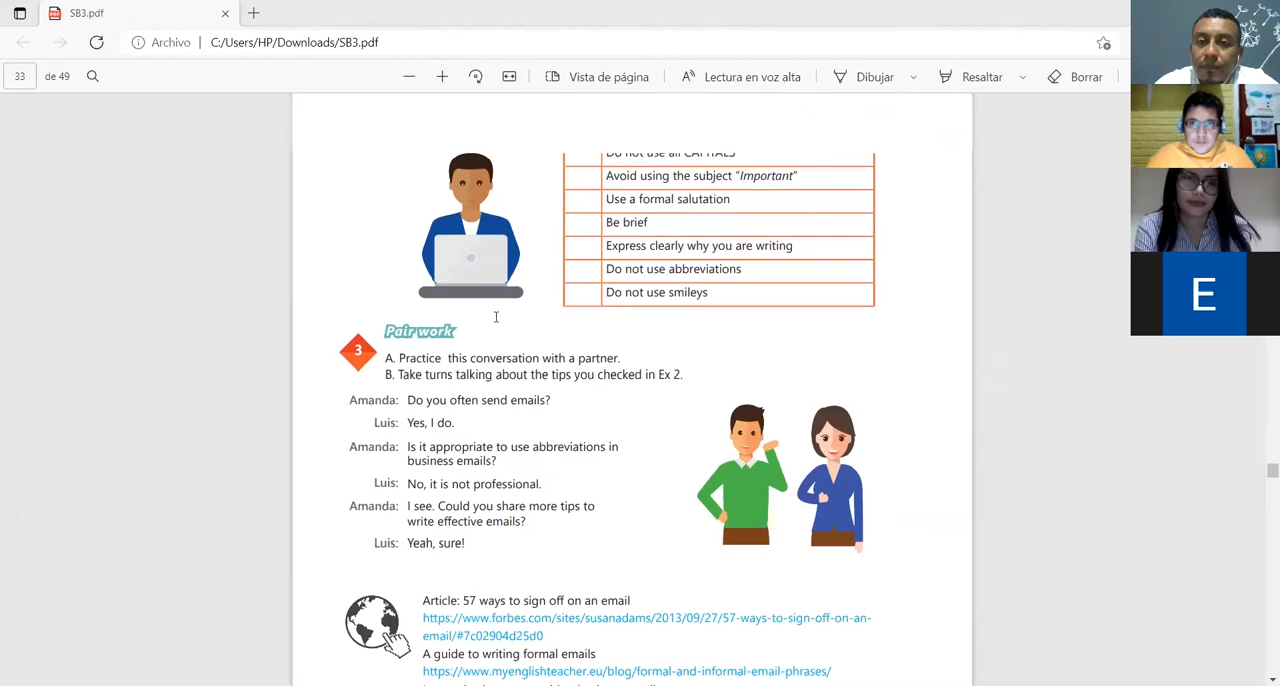 SB3.pdf
Archivo C:/Users/HP/Downloads/SB3.pdf
33 de 49 Vista de página Lectura en voz alta Dibujar Resaltar Borrar
Do not use all CAPITALS
Avoid using the subject “Important”
Use a formal salutation
Be brief
Express clearly why you are writing
Do not use abbreviations
Do not use smileys
Pair work
3
A. Practice this conversation with a partner.
B. Take turns talking about the tips you checked in Ex 2.
Amanda: Do you often send emails?
Luis: Yes, I do.
Amanda: Is it appropriate to use abbreviations in
business emails?
Luis: No, it is not professional.
Amanda: I see. Could you share more tips to
write effective emails?
Luis: Yeah, sure!
Article: 57 ways to sign off on an email
https://www.forbes.com/sites/susanadams/2013/09/27/57-ways-to-sign-off-on-an-
email/#7c02904d25d0
A guide to writing formal emails
https://www.myenglishteacher.eu/blog/formal-and-informal-email-phrases/
E